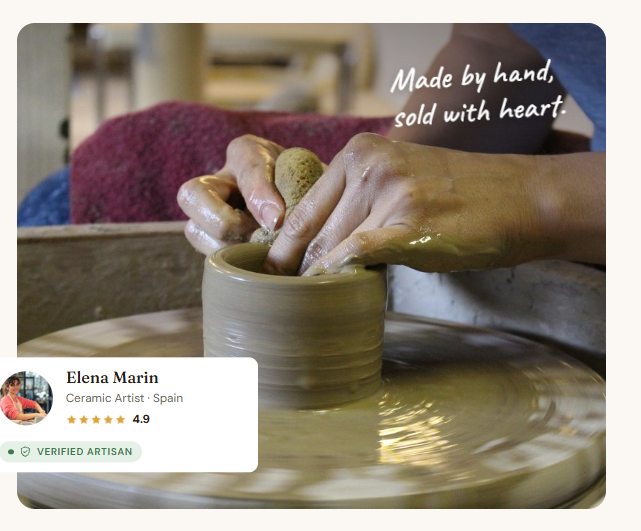 Made by hand,
sold with heart.
Elena Marin
Ceramic Artist · Spain
4.9
VERIFIED ARTISAN